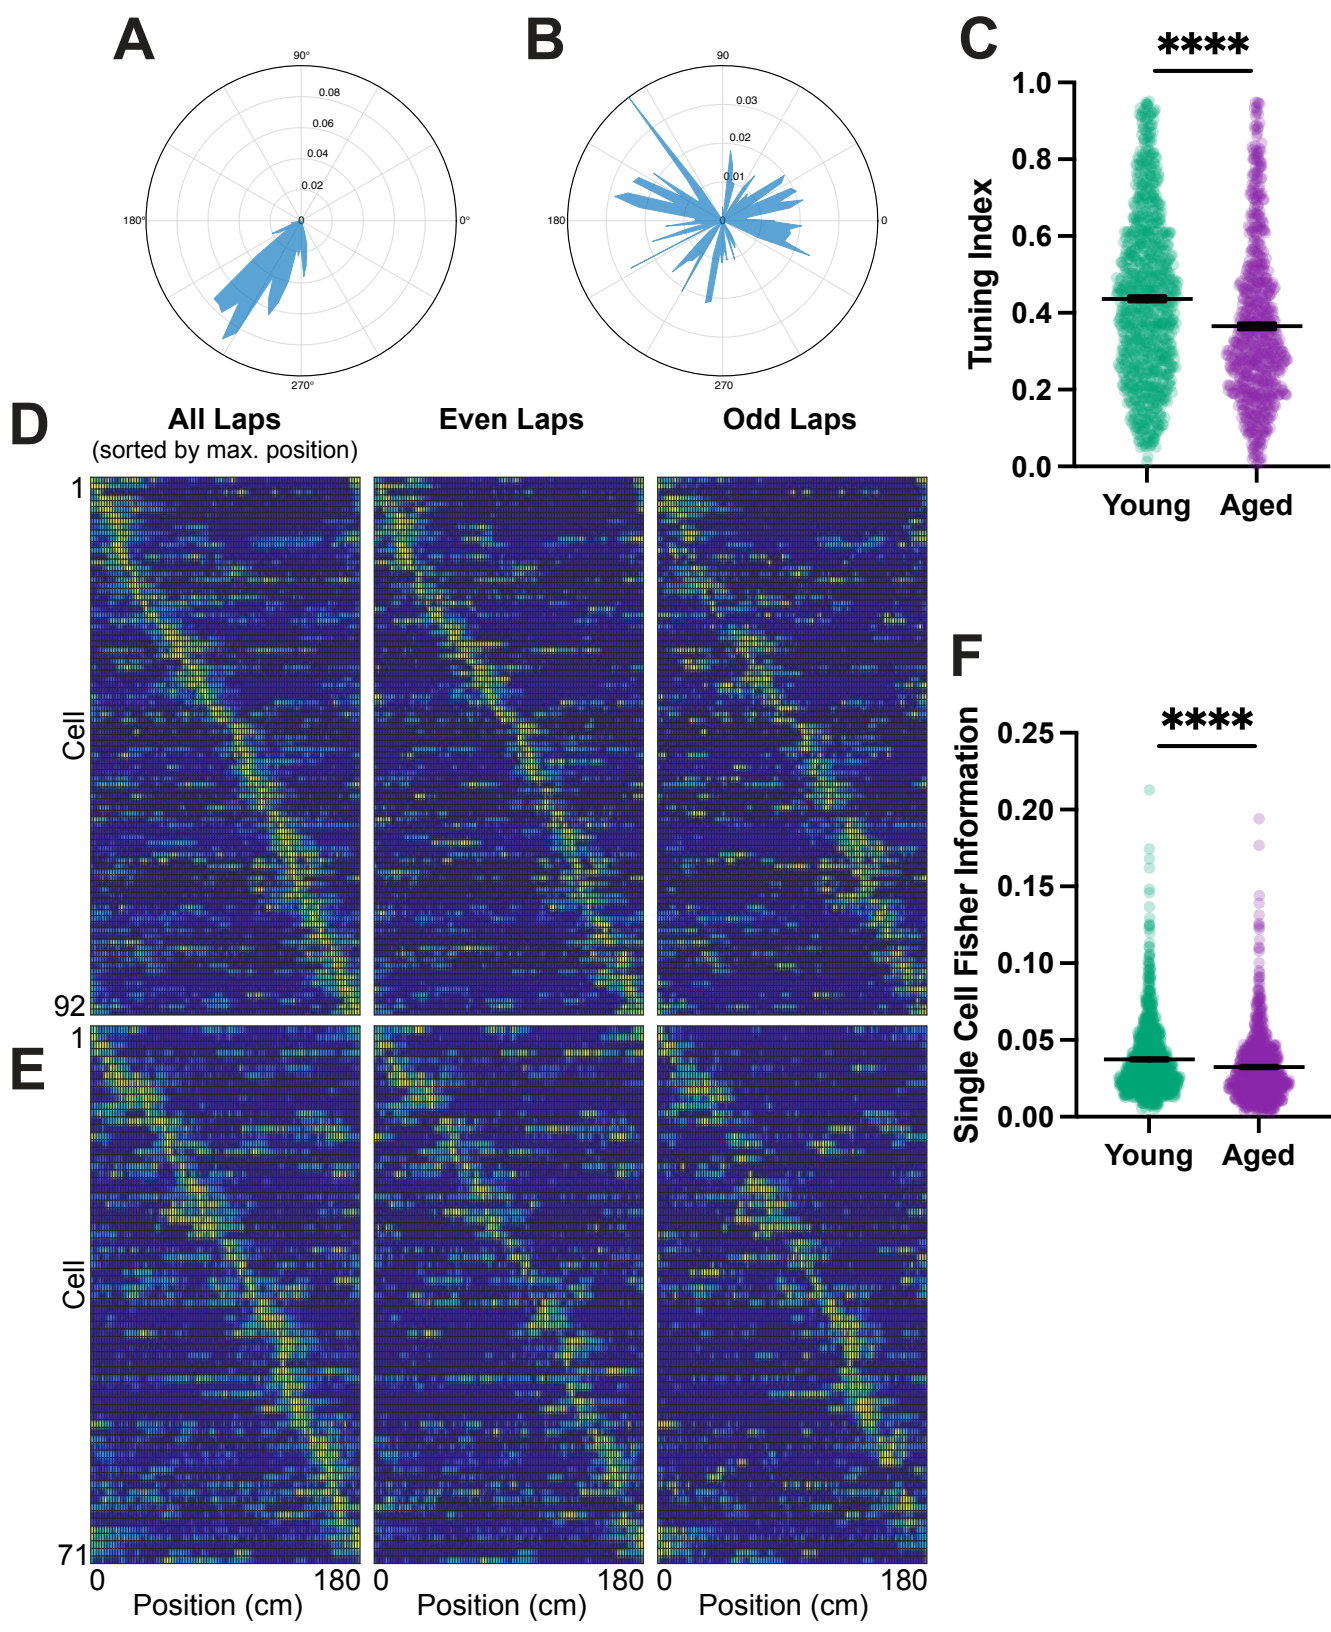 A
90°
0.08
0.06
0.04
0.02
0
180°
0°
270°
B
90
0.03
0.02
0.01
0
180
0
270
C
****
1.0
0.8
0.6
0.4
0.2
0.0
Tuning Index
Young Aged
D
All Laps
(sorted by max. position)
Even Laps
Odd Laps
1
Cell
92
E
1
Cell
71
0 180
Position (cm)
0 180
Position (cm)
0 180
Position (cm)
F
****
0.25
0.20
0.15
0.10
0.05
0.00
Single Cell Fisher Information
Young Aged